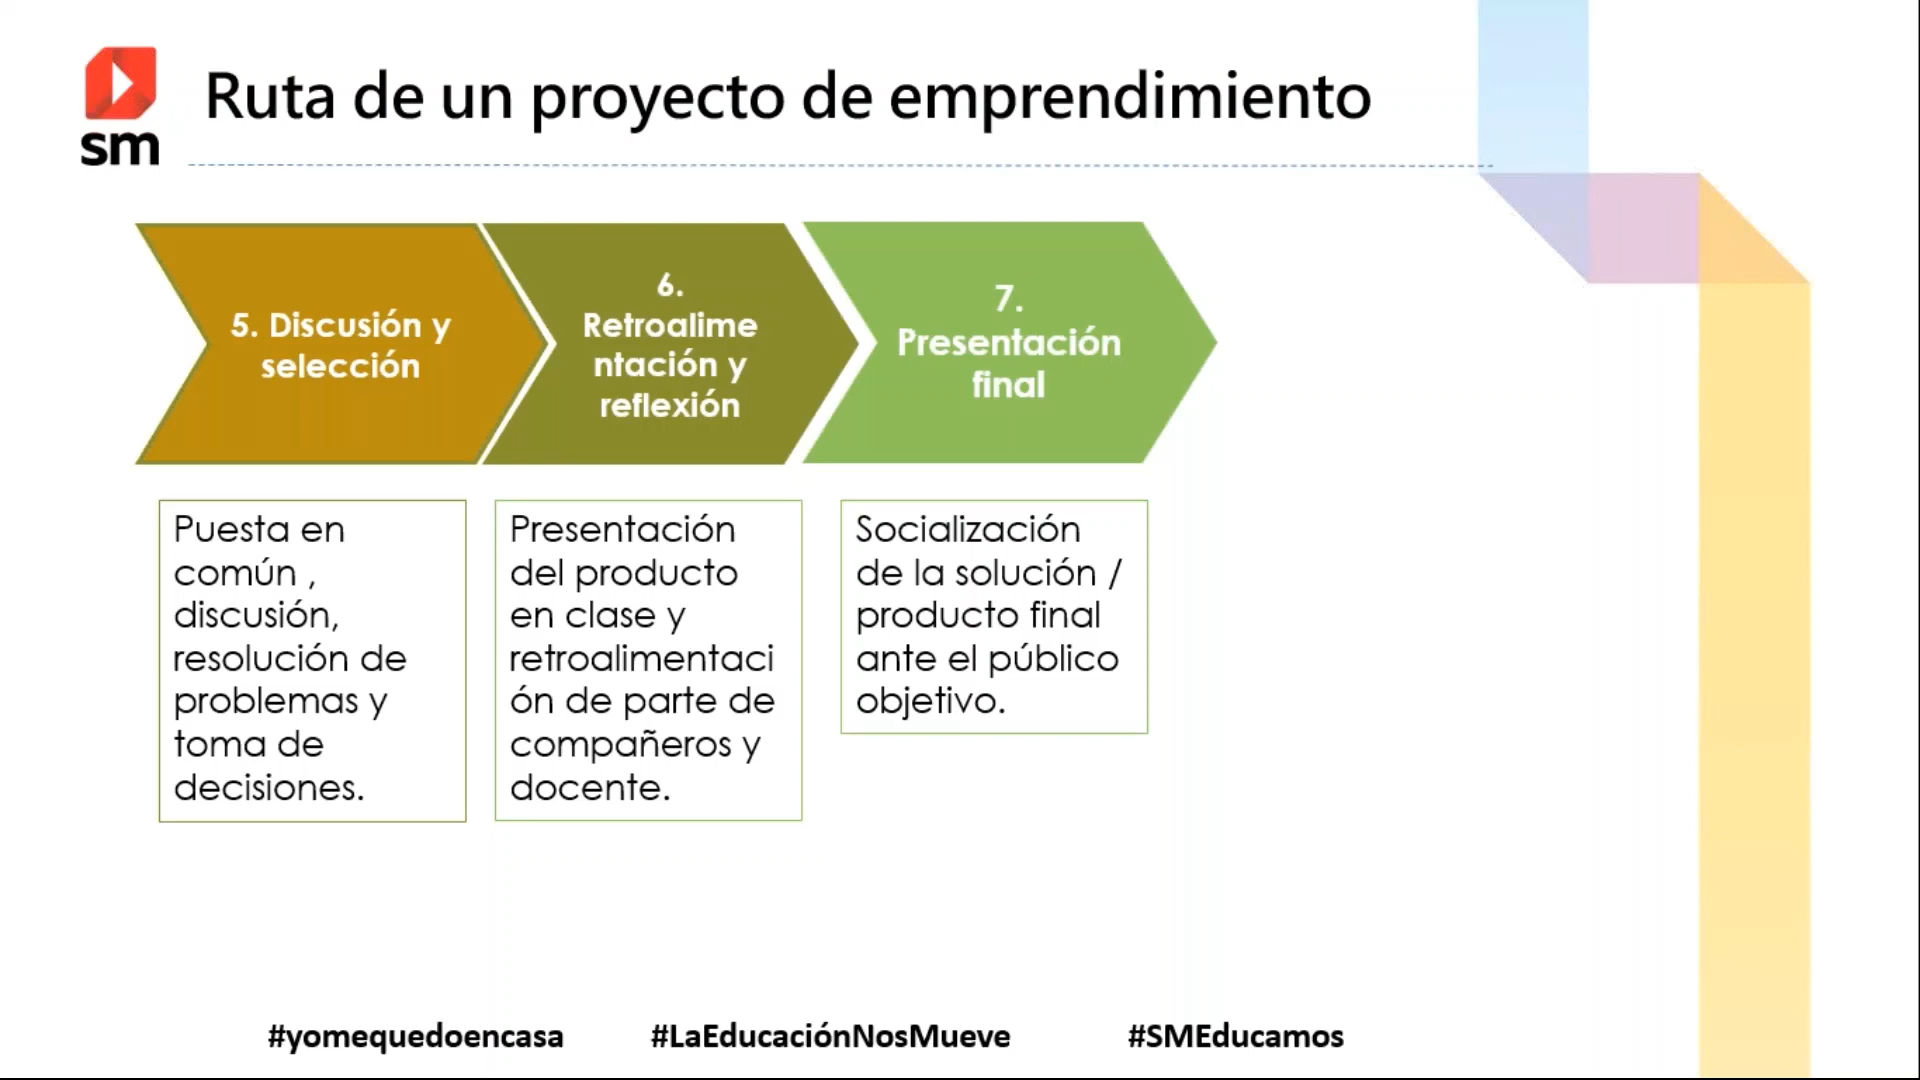 sm
Ruta de un proyecto de emprendimiento
5. Discusión y
selección
6.
Retroalime
ntación y
reflexión
7.
Presentación
final
Puesta en
común ,
discusión,
resolución de
problemas y
toma de
decisiones.
Presentación
del producto
en clase y
retroalimentaci
ón de parte de
compañeros y
docente.
Socialización
de la solución /
producto final
ante el público
objetivo.
#yomequedoencasa
#LaEducaciónNosMueve
#SMEducamos